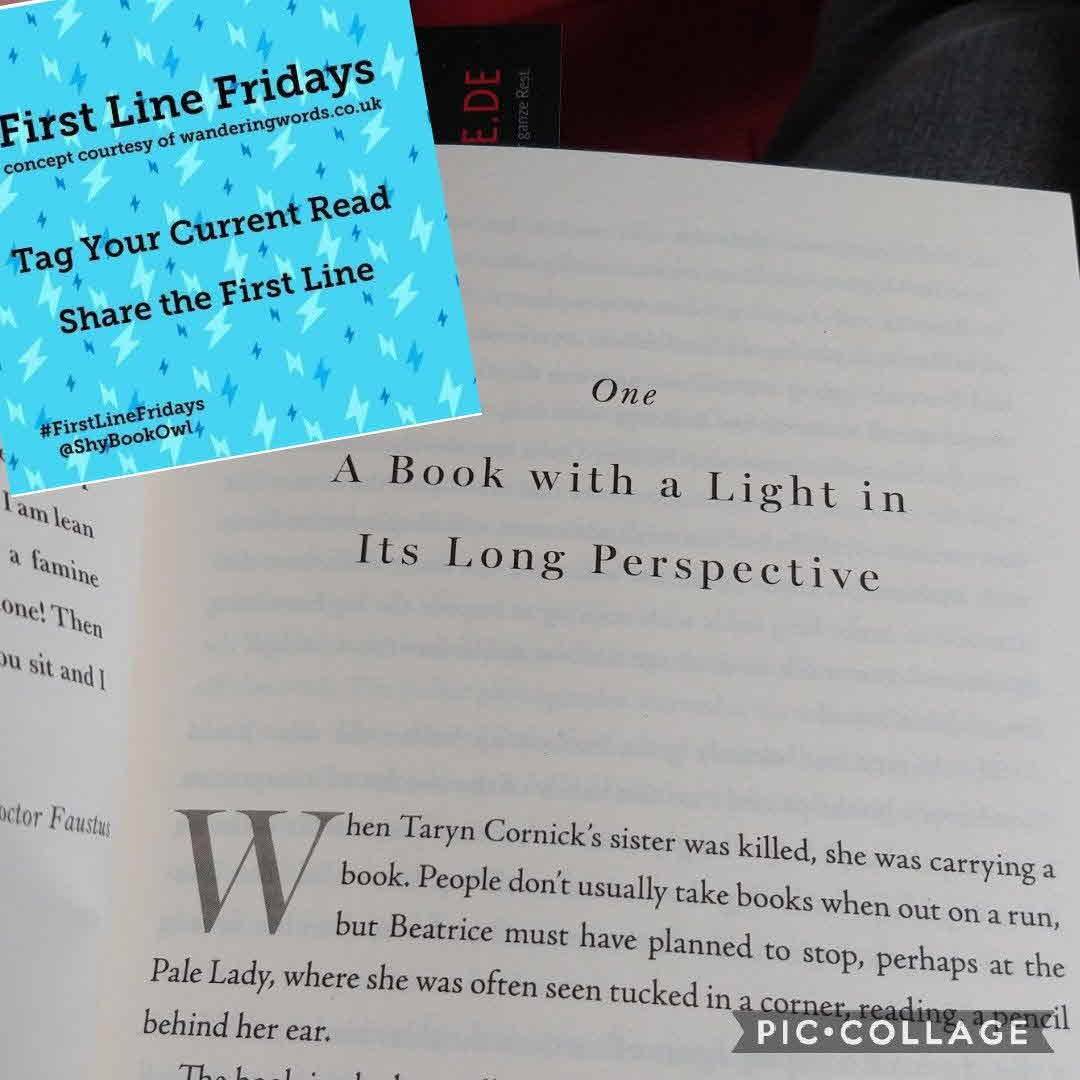 First Line Fridays
concept courtesy of wanderingwords.co.uk
Tag Your Current Read
Share the First Line
#FirstLineFridays
@ShyBookOwl
E.DE
ganze Rest.
I am lean
a famine
one! Then
sit and I
Faustus
One
A Book with a Light in
Its Long Perspective
When Taryn Cornick’s sister was killed, she was carrying a
book. People don’t usually take books when out on a run,
but Beatrice must have planned to stop, perhaps at the
Pale Lady, where she was often seen tucked in a corner, reading, a pencil
behind her ear.
The book
PIC•COLLAGE